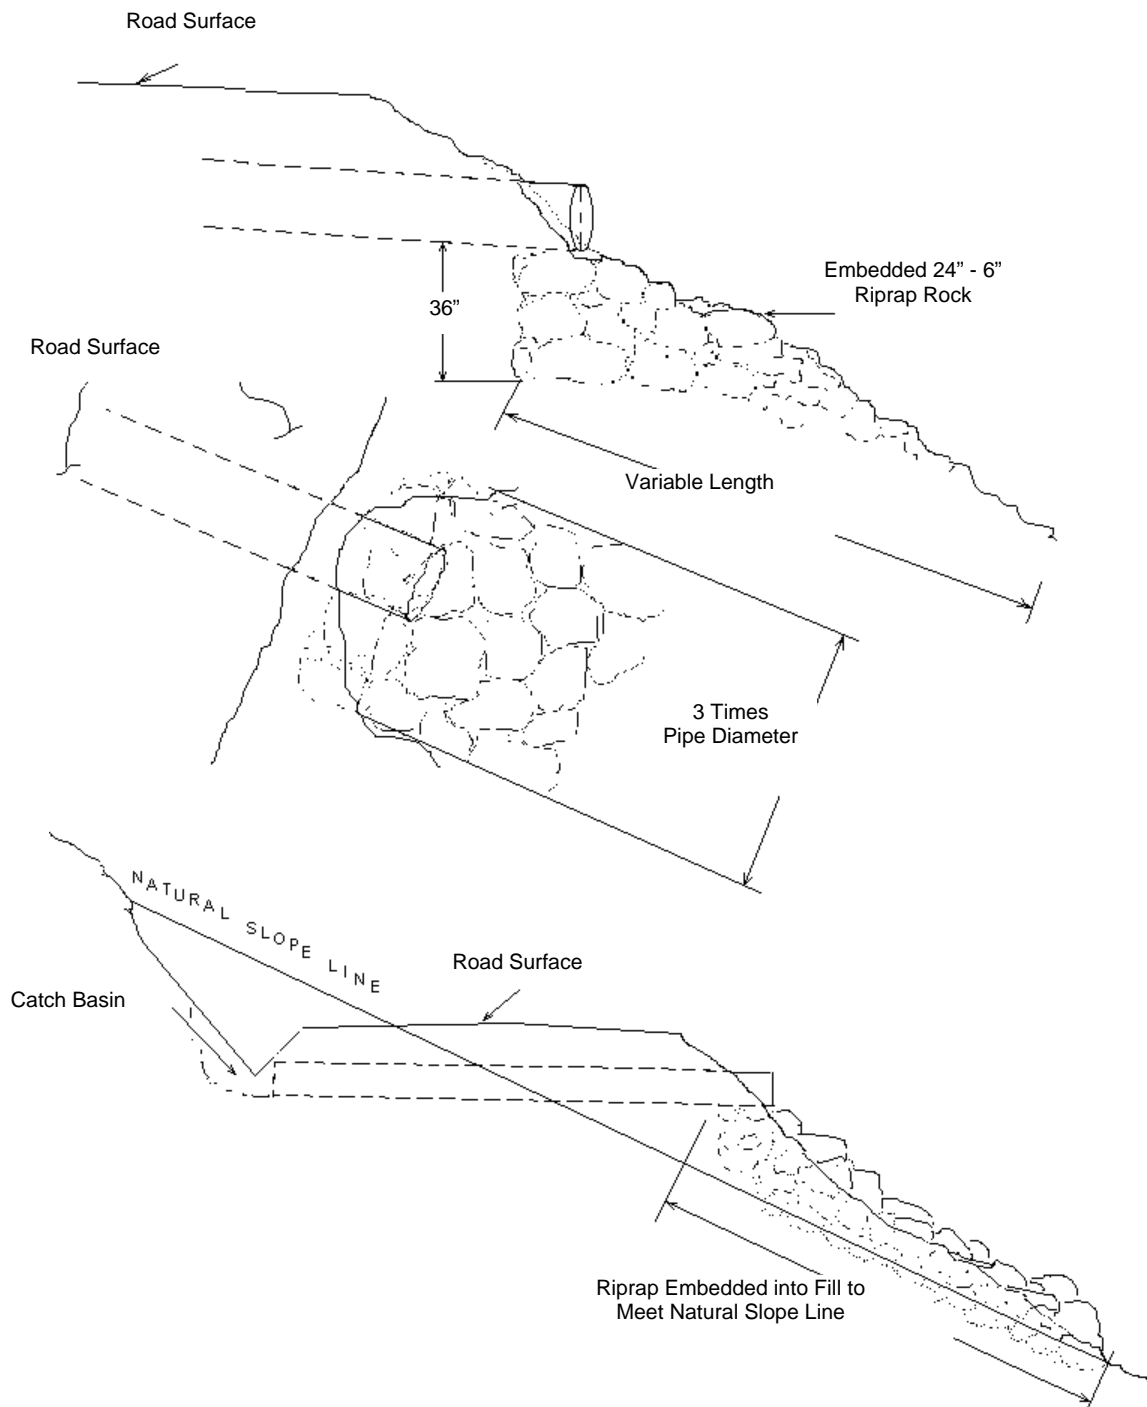 Road Surface
Embedded 24” - 6”
Riprap Rock
36”
Road Surface
Variable Length
3 Times
Pipe Diameter
NATURAL SLOPE LINE
Road Surface
Catch Basin
Riprap Embedded into Fill to
Meet Natural Slope Line